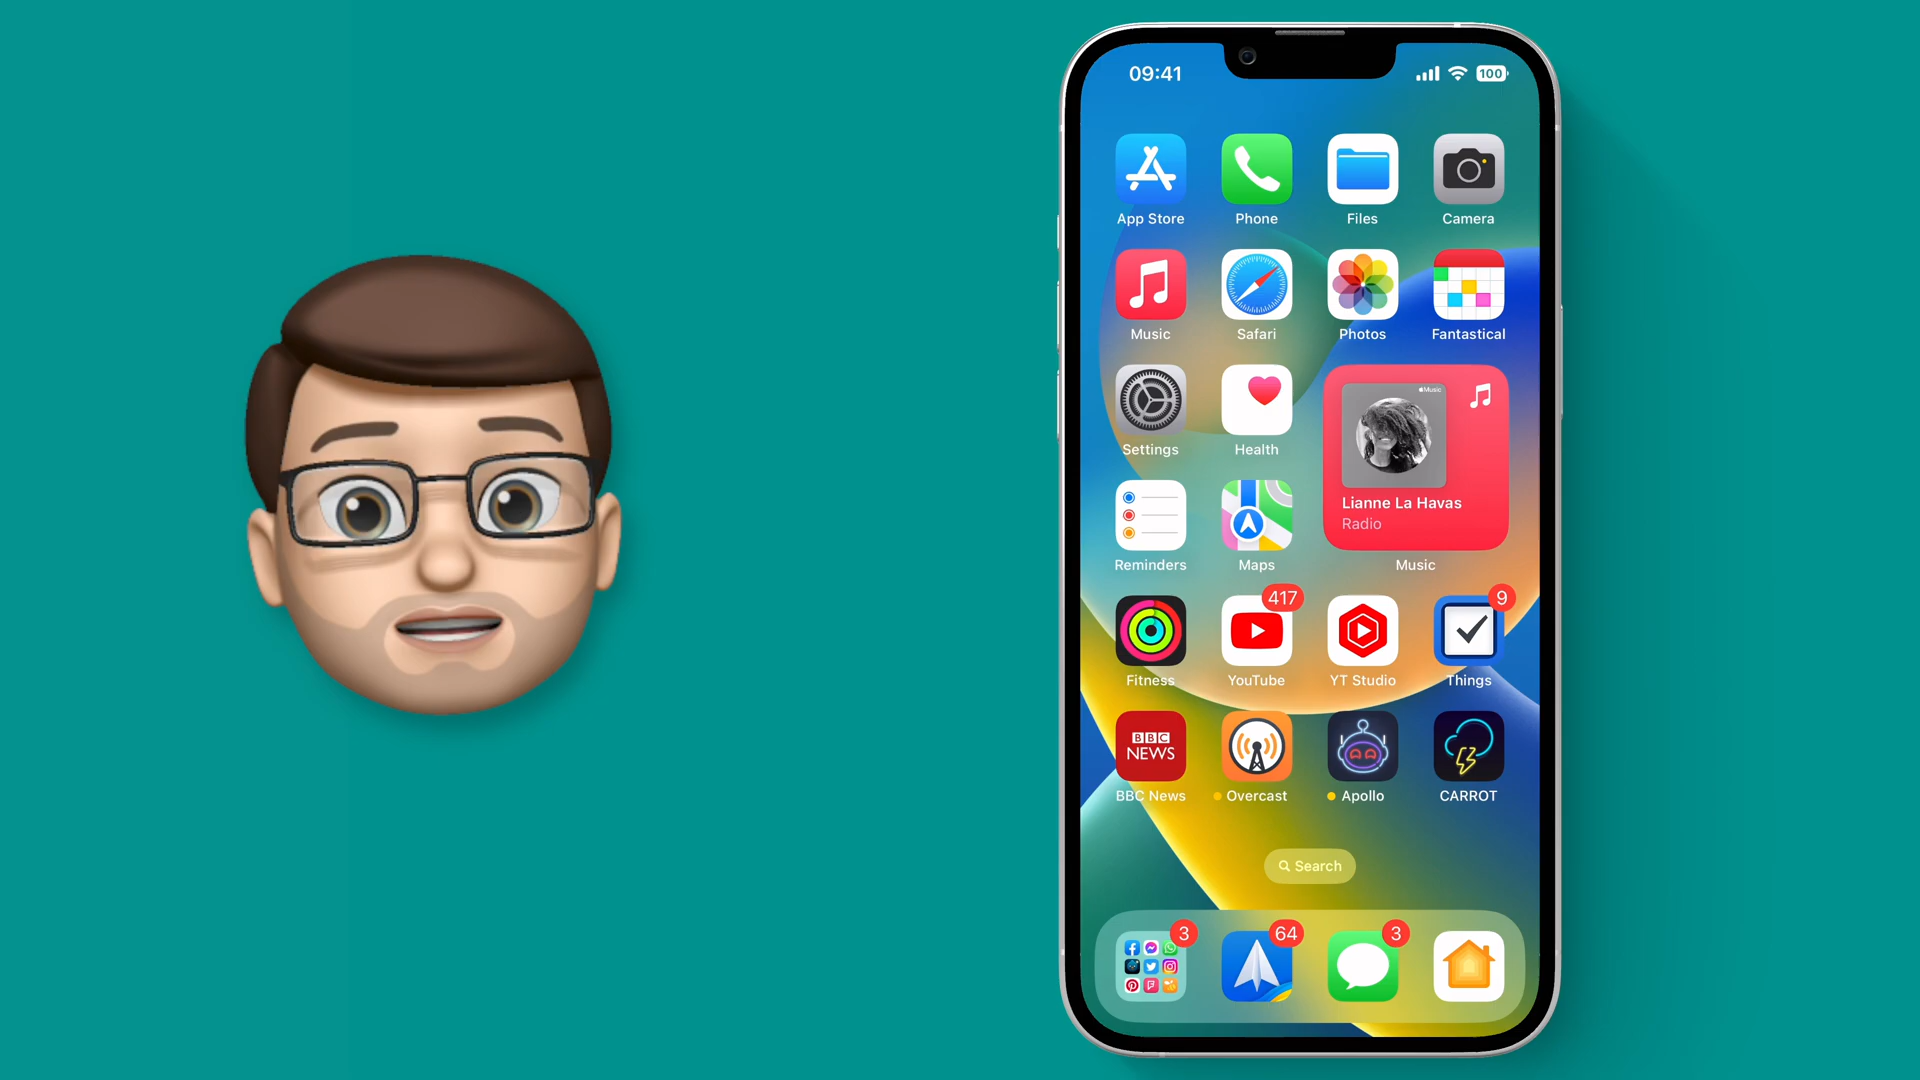 09:41
100
App Store
Phone
Files
Camera
Music
Safari
Photos
Fantastical
Settings
Health
Music
Lianne La Havas
Radio
Reminders
Maps
Music
417
9
Fitness
YouTube
YT Studio
Things
BBC
NEWS
BBC News
Overcast
Apollo
CARROT
Search
3
64
3